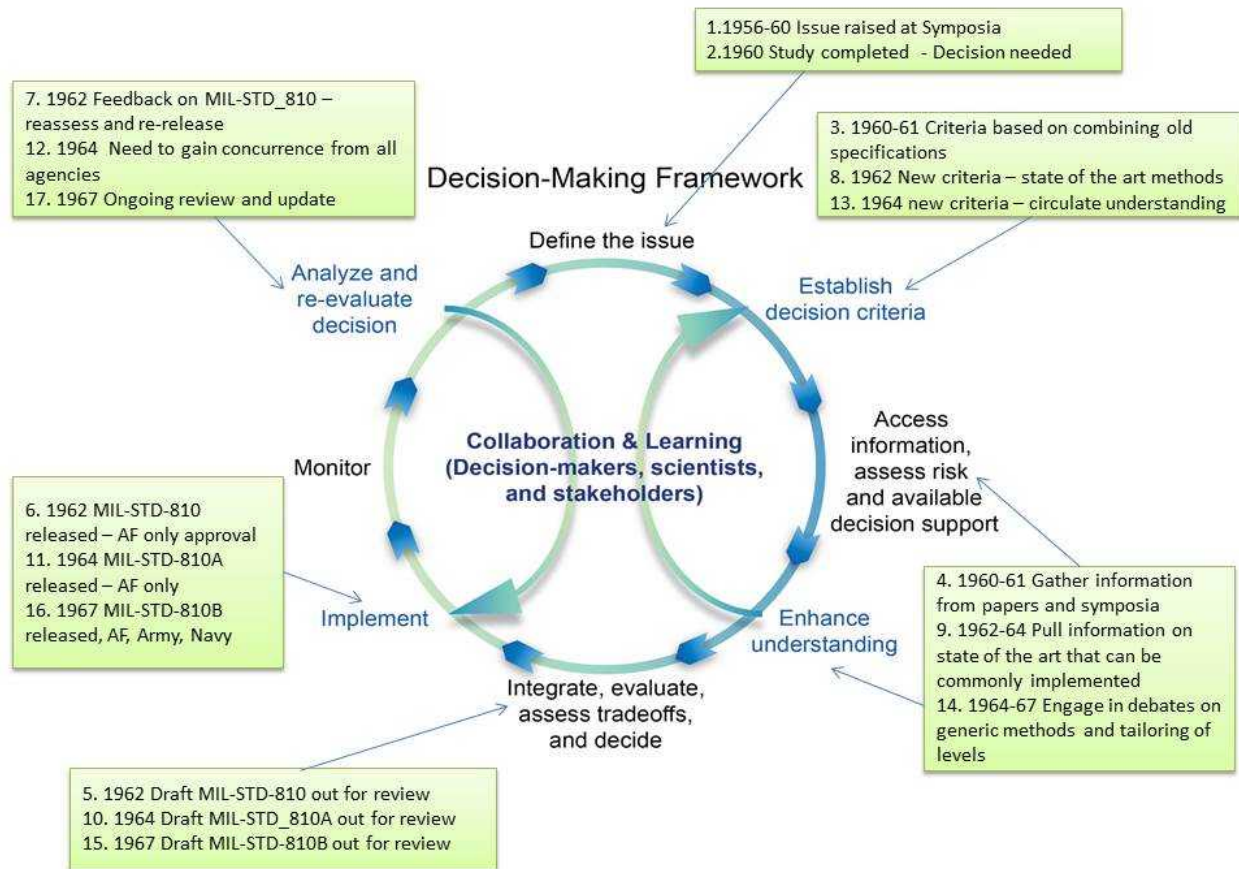 1.1956-60 Issue raised at Symposia
2.1960 Study completed  - Decision needed
7. 1962 Feedback on MIL-STD_810 –
reassess and re-release
12. 1964  Need to gain concurrence from all
agencies
17. 1967 Ongoing review and update
3. 1960-61 Criteria based on combining old
specifications
8. 1962 New criteria – state of the art methods
13. 1964 new criteria – circulate understanding
Decision-Making Framework
Define the issue
Analyze and
re-evaluate
decision
Establish
decision criteria
Collaboration & Learning
(Decision-makers, scientists,
and stakeholders)
Access
information,
assess risk
and available
decision support
Monitor
6. 1962 MIL-STD-810
released – AF only approval
11. 1964 MIL-STD-810A
released – AF only
16. 1967 MIL-STD-810B
released, AF, Army, Navy
Implement
Enhance
understanding
4. 1960-61 Gather information
from papers and symposia
9. 1962-64 Pull information on
state of the art that can be
commonly implemented
14. 1964-67 Engage in debates on
generic methods  and tailoring of
levels
Integrate, evaluate,
assess tradeoffs,
and decide
5. 1962 Draft MIL-STD-810 out for review
10. 1964 Draft MIL-STD_810A out for review
15. 1967 Draft MIL-STD-810B out for review